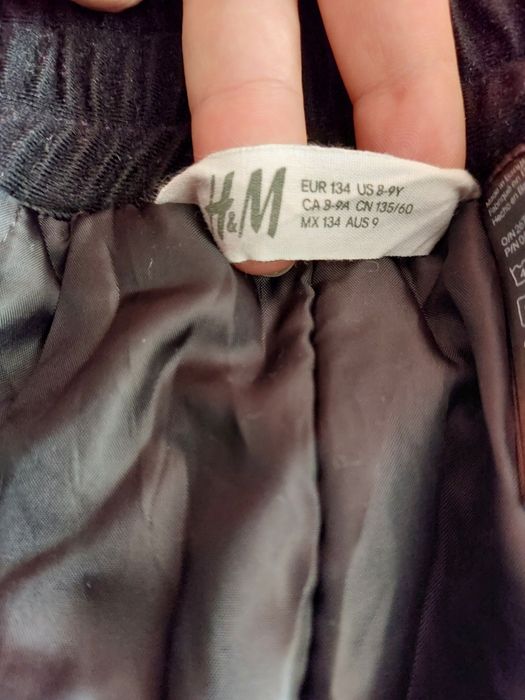 H&M
EUR 134 US 8-9Y
CA 8-9A CN 135/60
MX 134 AUS 9